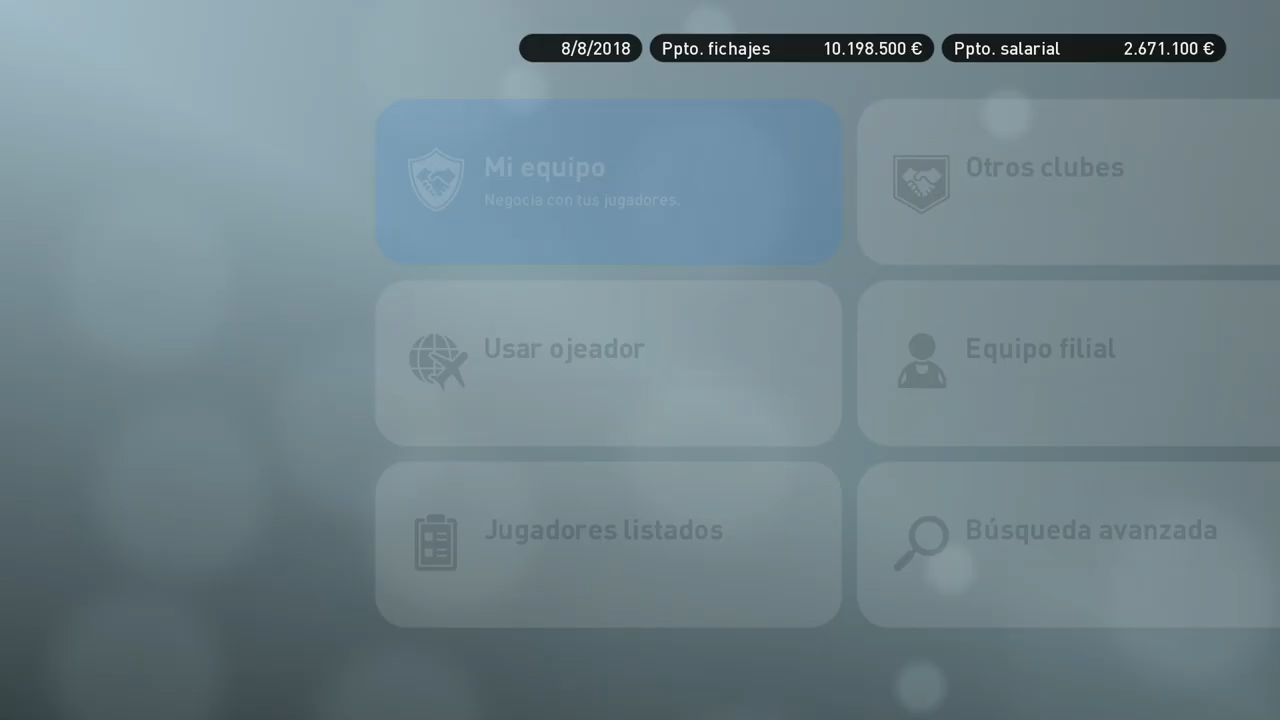 8/8/2018 Ppto. fichajes 10.198.500 € Ppto. salarial 2.671.100 €
Mi equipo
Negocia con tus jugadores.
Otros clubes
Usar ojeador
Equipo filial
Jugadores listados
Búsqueda avanzada